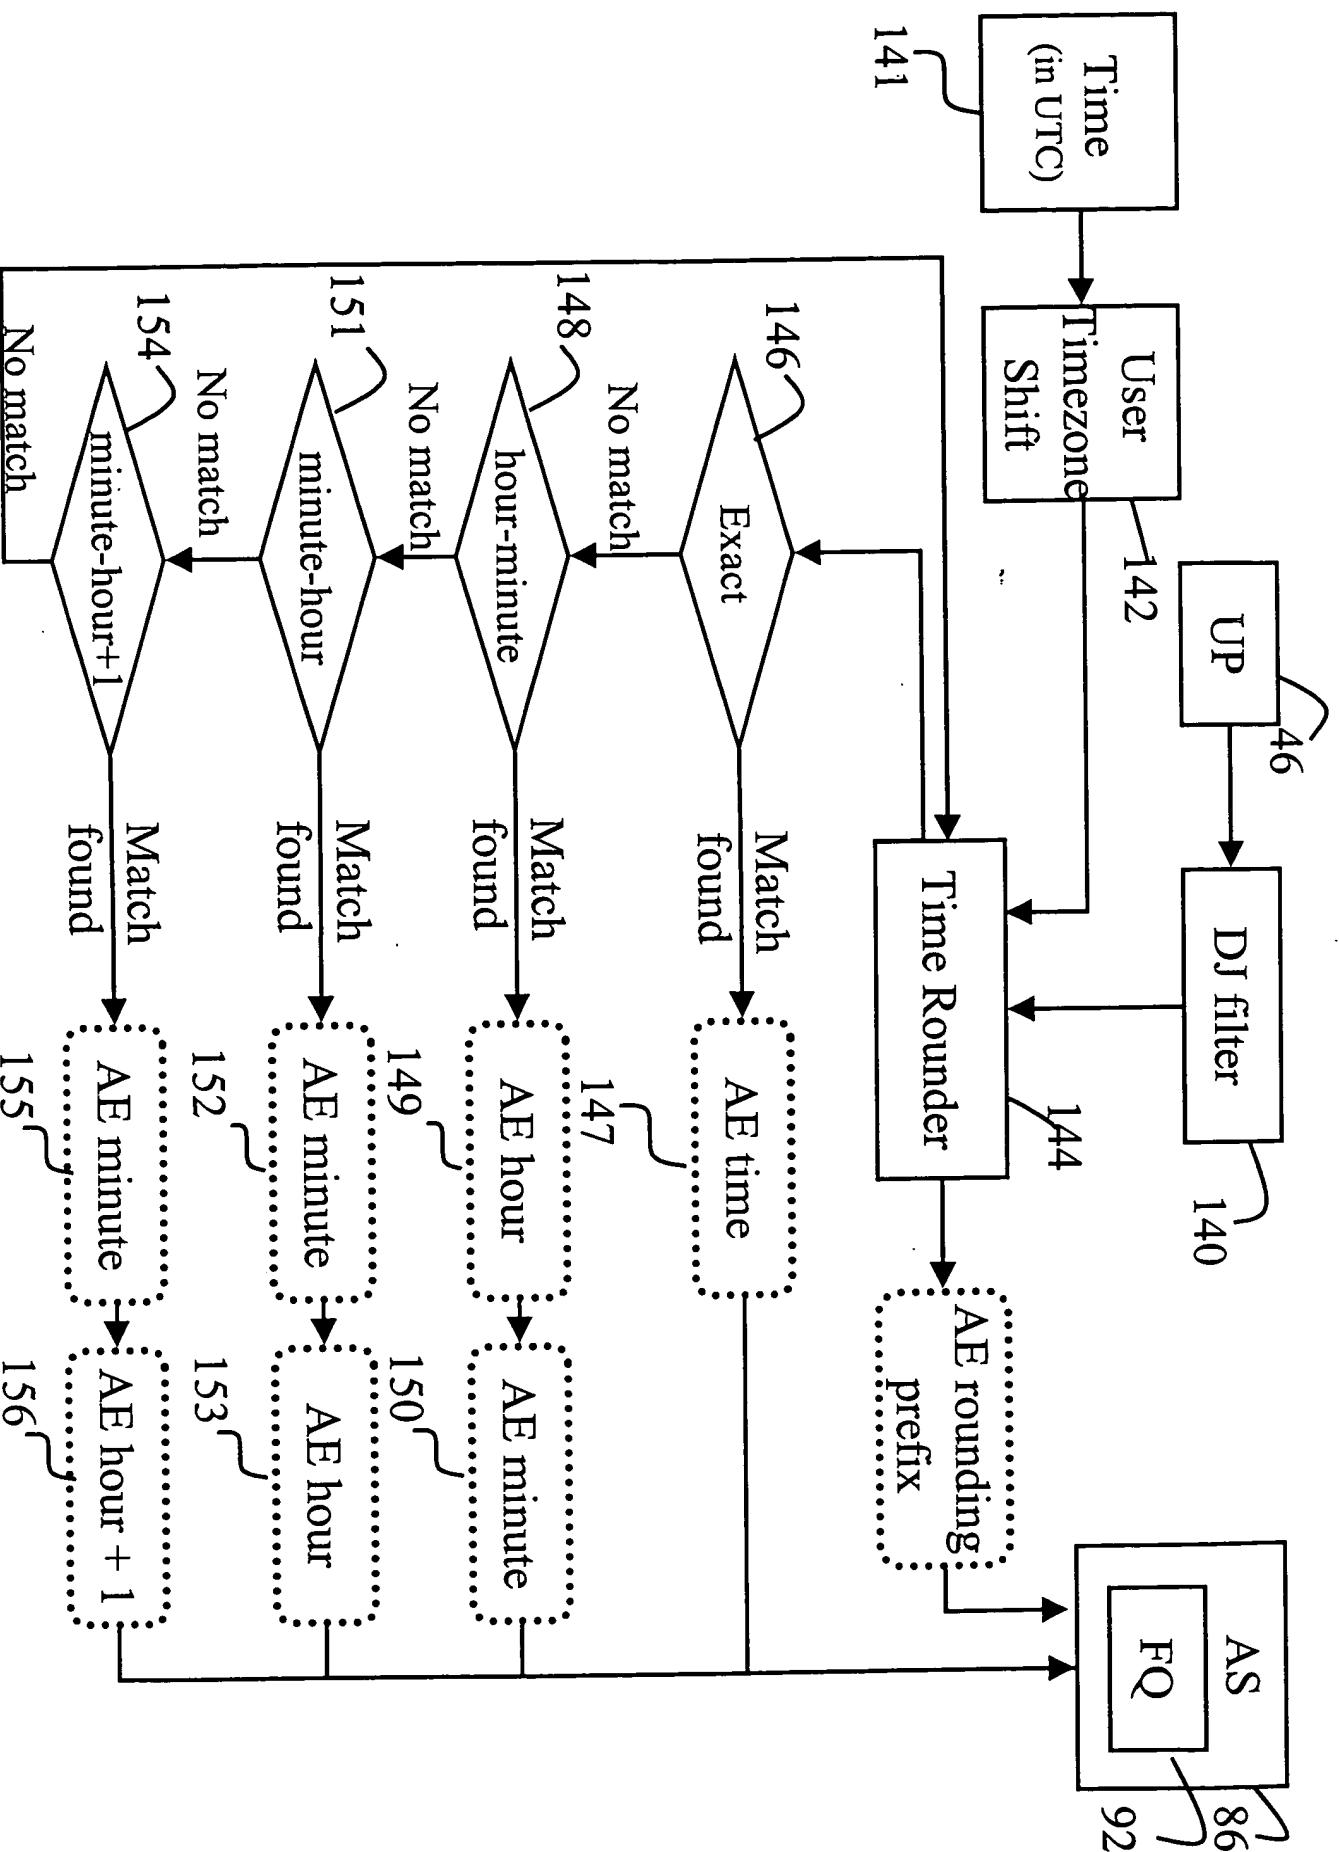 Time
(in UTC)
141
User
Timezone
Shift
142
UP
46
DJ filter
140
Time Rounder
144
AE rounding
prefix
AS
FQ
86
92
146
Exact
No match
Match
found
AE time
147
148
hour-minute
No match
Match
found
AE hour
149
AE minute
150
151
minute-hour
No match
Match
found
AE minute
152
AE hour
153
154
minute-hour+1
No match
Match
found
AE minute
155
AE hour + 1
156